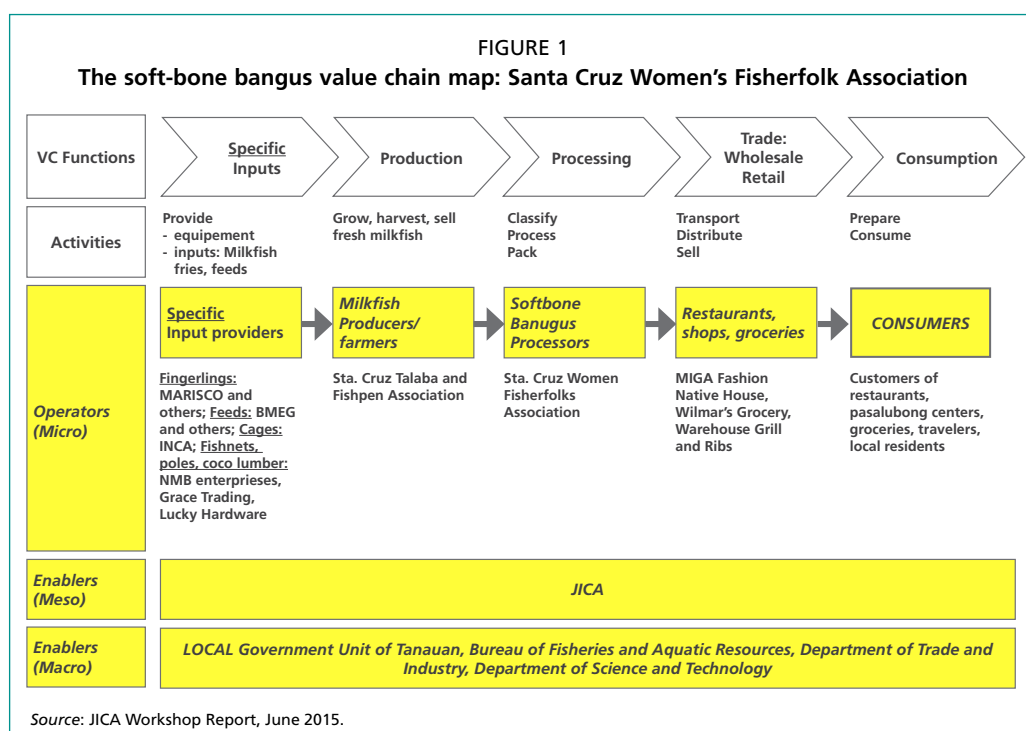 FIGURE 1
The soft-bone bangus value chain map: Santa Cruz Women's Fisherfolk Association
VC Functions
Specific
Inputs
Production
Processing
Trade:
Wholesale
Retail
Consumption
Activities
Provide
- equipement
- inputs: Milkfish
fries, feeds
Grow, harvest, sell
fresh milkfish
Classify
Process
Pack
Transport
Distribute
Sell
Prepare
Consume
Operators
(Micro)
Specific
Input providers
Milkfish
Producers/
farmers
Softbone
Banugus
Processors
Restaurants,
shops, groceries
CONSUMERS
Fingerlings:
MARISCO and
others; Feeds: BMEG
and others; Cages:
INCA; Fishnets,
poles, coco lumber:
NMB enterprieses,
Grace Trading,
Lucky Hardware
Sta. Cruz Talaba and
Fishpen Association
Sta. Cruz Women
Fisherfolks
Association
MIGA Fashion
Native House,
Wilmar's Grocery,
Warehouse Grill
and Ribs
Customers of
restaurants,
pasalubong centers,
groceries, travelers,
local residents
Enablers
(Meso)
JICA
Enablers
(Macro)
LOCAL Government Unit of Tanauan, Bureau of Fisheries and Aquatic Resources, Department of Trade and
Industry, Department of Science and Technology
Source: JICA Workshop Report, June 2015.